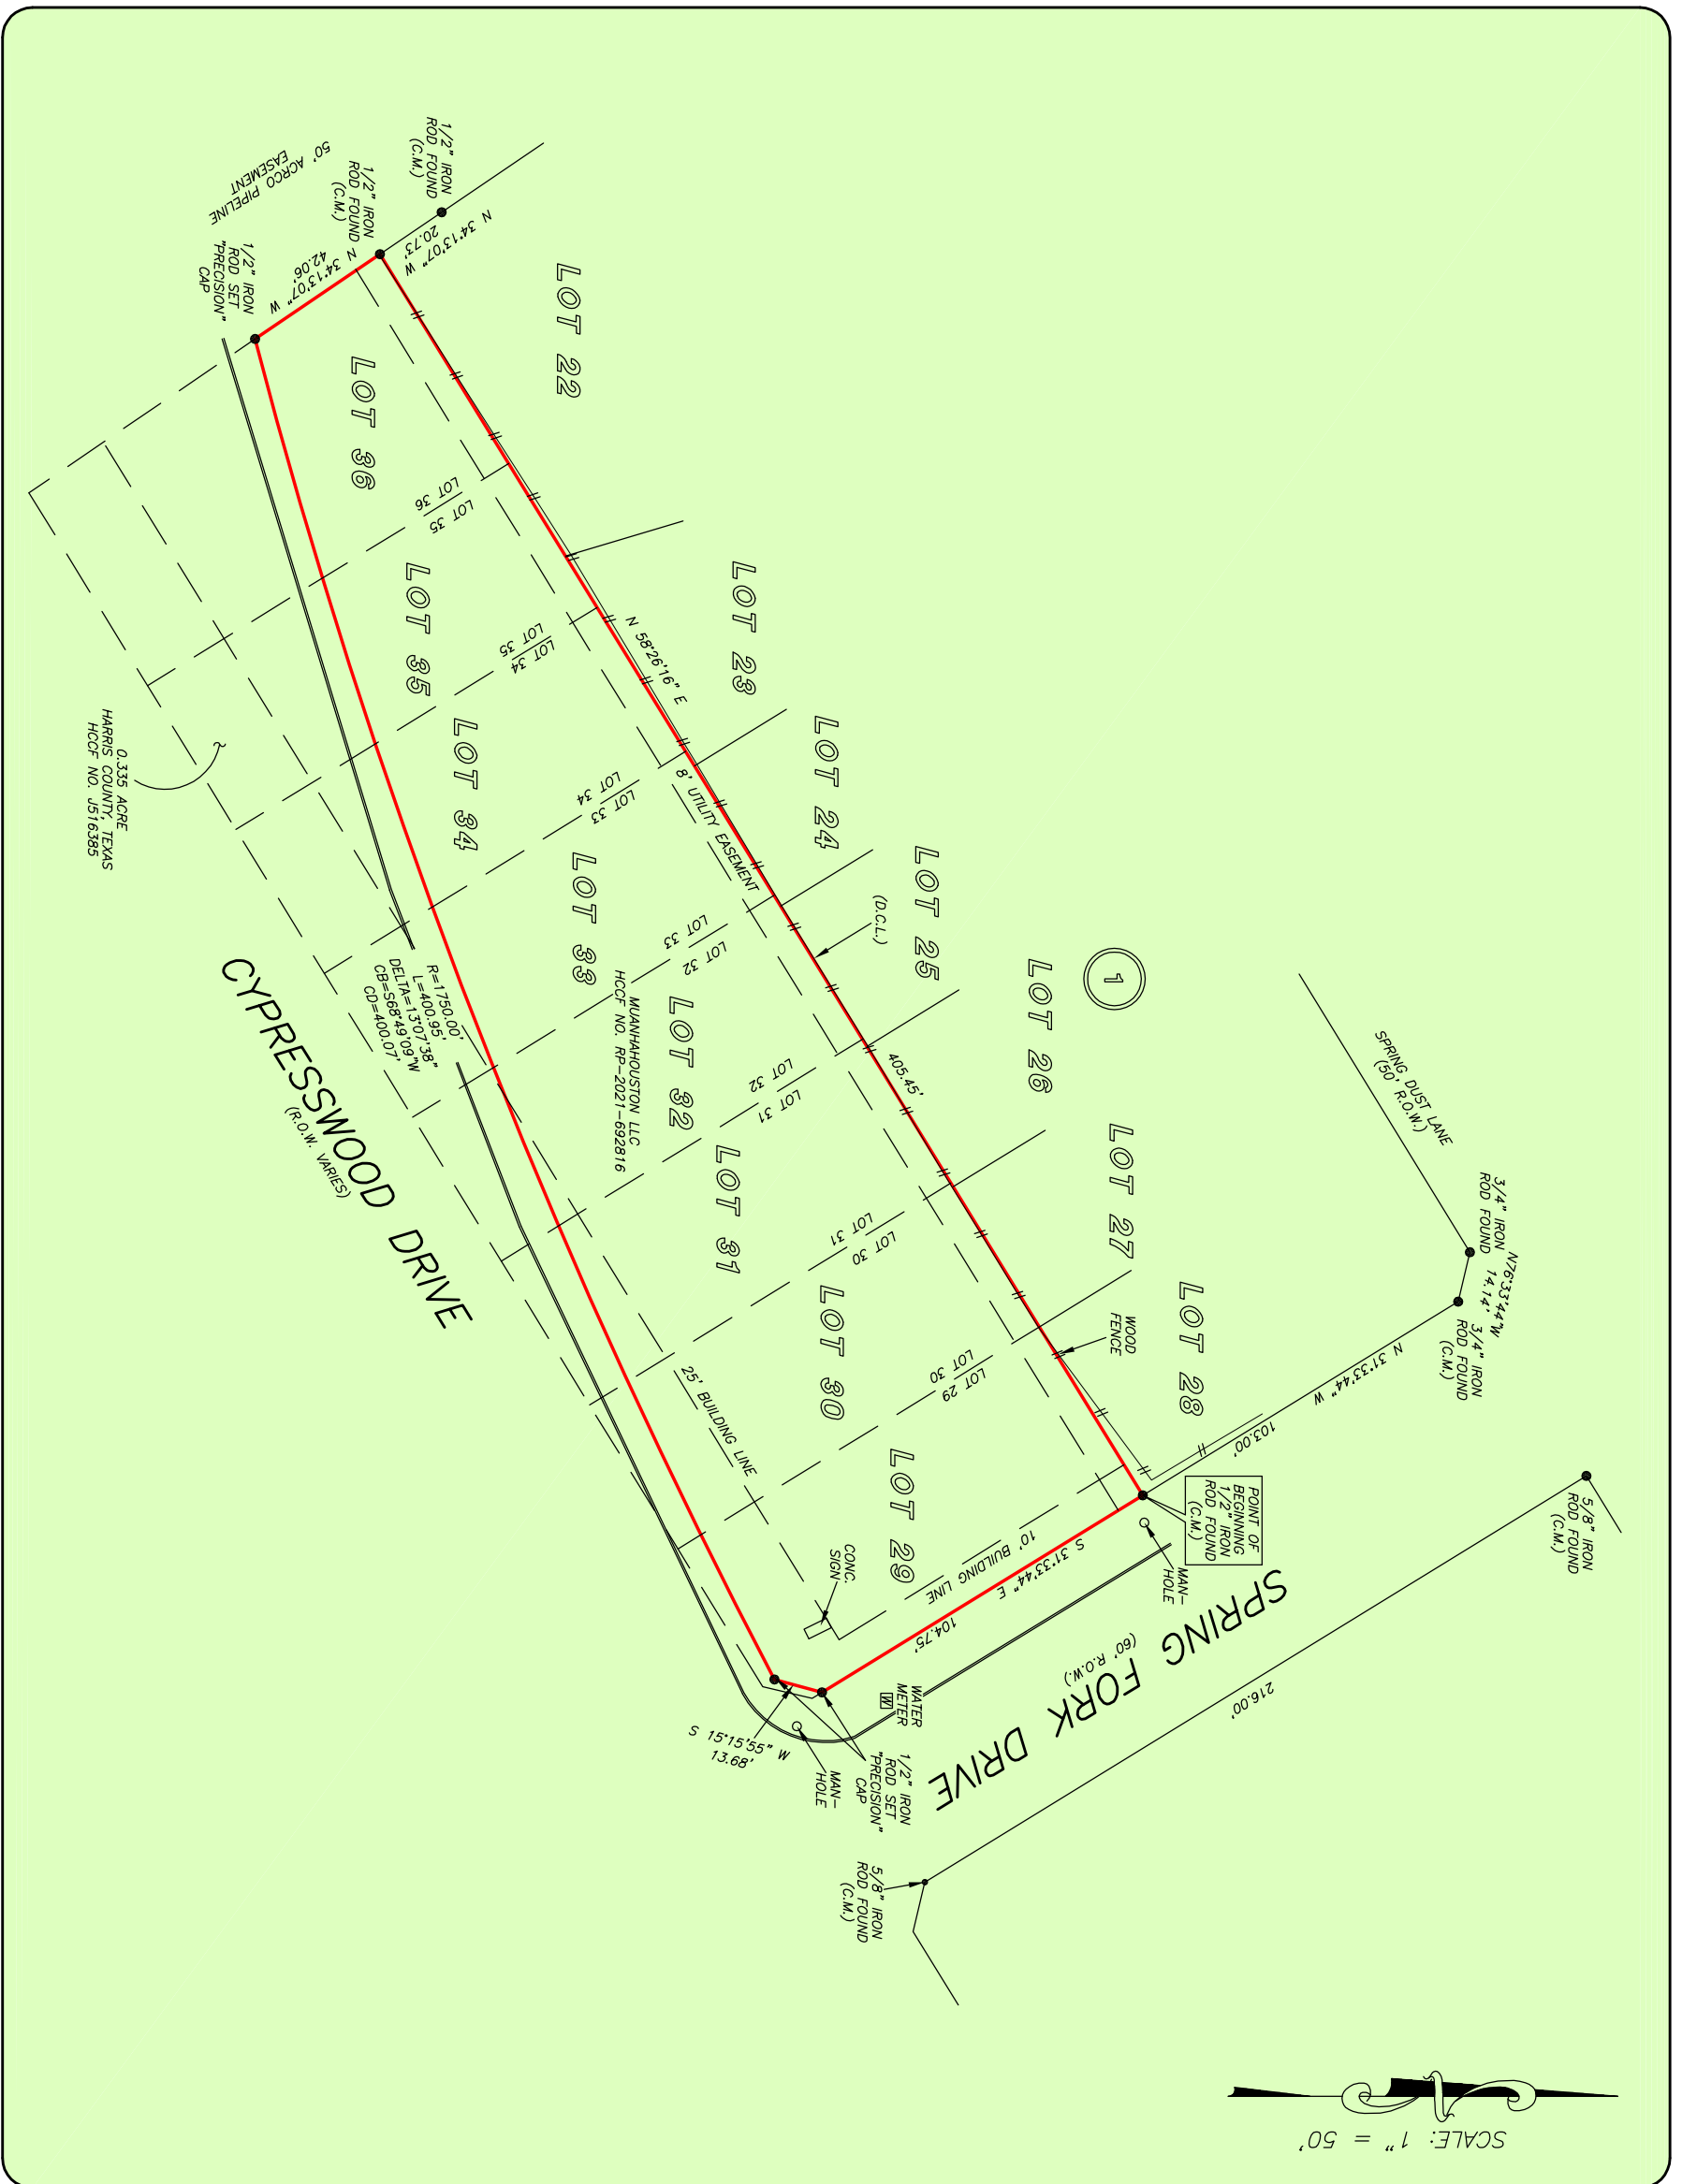 1/2" IRON
ROD FOUND
(C.M.)
N 34°13'07" W
20.73'
50' ACRCO PIPELINE
EASEMENT
1/2" IRON
ROD FOUND
(C.M.)
N 34°13'07" W
42.06'
1/2" IRON
ROD SET
"PRECISION"
CAP
LOT 22
LOT 23
LOT 24
LOT 25
LOT 26
LOT 27
LOT 28
1
LOT 36
LOT 35
LOT 34
LOT 33
LOT 32
LOT 31
LOT 30
LOT 29
LOT 35
LOT 36
LOT 34
LOT 35
LOT 33
LOT 34
LOT 32
LOT 33
LOT 31
LOT 32
LOT 30
LOT 31
LOT 29
LOT 30
N 58°26'16" E
405.45'
8' UTILITY EASEMENT
(D.C.L.)
MUANHAHOUSTON LLC
HCCF NO. RP-2021-692816
0.335 ACRE
HARRIS COUNTY, TEXAS
HCCF NO. J516385
R=1750.00'
L=400.95'
DELTA=13°07'38"
CB=S68°49'09"W
CD=400.07'
CYPRESSWOOD DRIVE
(R.O.W. VARIES)
25' BUILDING LINE
10' BUILDING LINE
S 31°33'44" E
104.75'
CONC.
SIGN
WOOD
FENCE
SPRING DUST LANE
(50' R.O.W.)
3/4" IRON
ROD FOUND
N76°33'44"W
14.14'
3/4" IRON
ROD FOUND
(C.M.)
N 31°33'44" W
103.00'
POINT OF
BEGINNING
1/2" IRON
ROD FOUND
(C.M.)
MAN-
HOLE
SPRING FORK DRIVE
(60' R.O.W.)
216.00'
5/8" IRON
ROD FOUND
(C.M.)
WATER
METER
W
S 15°15'55" W
13.68'
MAN-
HOLE
1/2" IRON
ROD SET
"PRECISION"
CAP
5/8" IRON
ROD FOUND
(C.M.)
N
SCALE: 1" = 50'